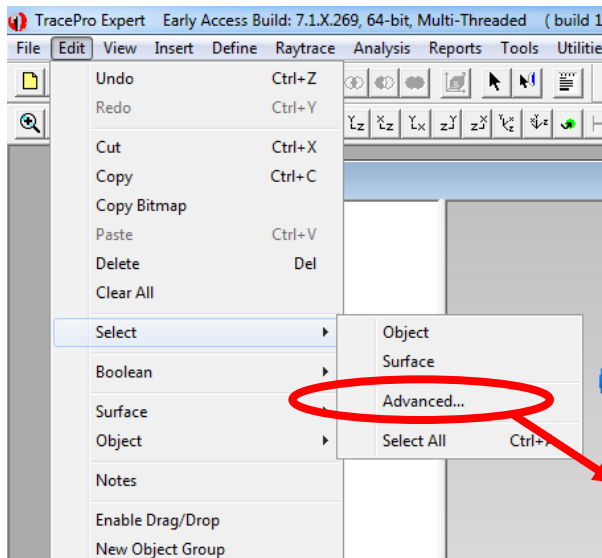 TracePro Expert Early Access Build: 7.1.X.269, 64-bit, Multi-Threaded ( build 1
File Edit View Insert Define Raytrace Analysis Reports Tools Utilitie
Undo Ctrl+Z
Redo Ctrl+Y
Cut Ctrl+X
Copy Ctrl+C
Copy Bitmap
Paste Ctrl+V
Delete Del
Clear All
Select
Object
Surface
Advanced...
Select All Ctrl+A
Boolean
Surface
Object
Notes
Enable Drag/Drop
New Object Group